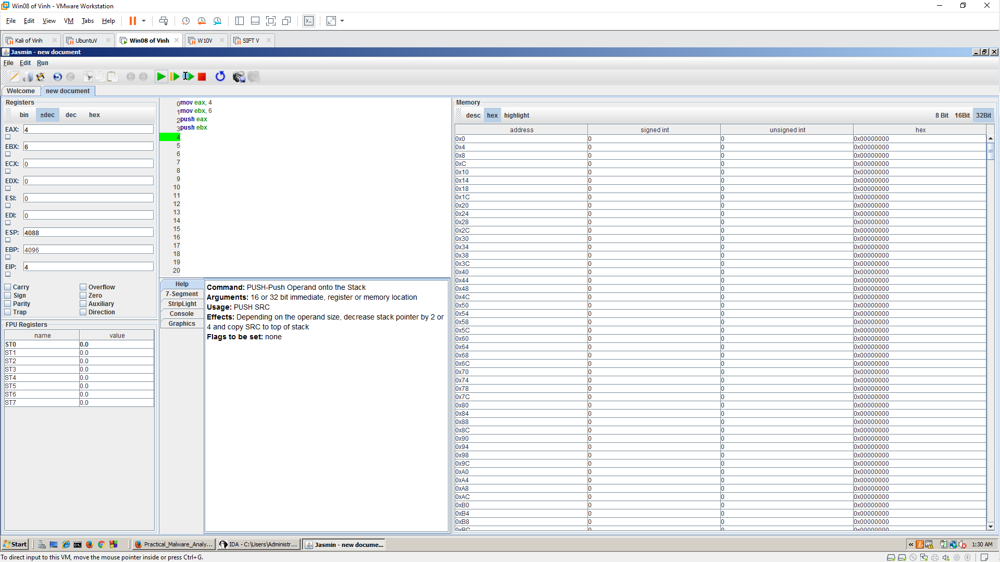 Win08 of Vinh - VMware Workstation
File Edit View VM Tabs Help
Kali of Vinh UbuntuV Win08 of Vinh W10V SIFT V
Jasmin - new document
File Edit Run
Welcome new document
Registers
bin ±dec dec hex
EAX: 4
EBX: 6
ECX: 0
EDX: 0
ESI: 0
EDI: 0
ESP: 4088
EBP: 4096
EIP: 4
Carry Overflow
Sign Zero
Parity Auxiliary
Trap Direction
FPU Registers
name value
ST0 0.0
ST1 0.0
ST2 0.0
ST3 0.0
ST4 0.0
ST5 0.0
ST6 0.0
ST7 0.0
0 mov eax, 4
1 mov ebx, 6
2 push eax
3 push ebx
4
5
6
7
8
9
10
11
12
13
14
15
16
17
18
19
20
Help
7-Segment
StripLight
Console
Graphics
Command: PUSH-Push Operand onto the Stack
Arguments: 16 or 32 bit immediate, register or memory location
Usage: PUSH SRC
Effects: Depending on the operand size, decrease stack pointer by 2 or
4 and copy SRC to top of stack
Flags to be set: none
Memory
desc hex highlight 8 Bit 16Bit 32Bit
address signed int unsigned int hex
0x0 0 0 0x00000000
0x4 0 0 0x00000000
0x8 0 0 0x00000000
0xC 0 0 0x00000000
0x10 0 0 0x00000000
0x14 0 0 0x00000000
0x18 0 0 0x00000000
0x1C 0 0 0x00000000
0x20 0 0 0x00000000
0x24 0 0 0x00000000
0x28 0 0 0x00000000
0x2C 0 0 0x00000000
0x30 0 0 0x00000000
0x34 0 0 0x00000000
0x38 0 0 0x00000000
0x3C 0 0 0x00000000
0x40 0 0 0x00000000
0x44 0 0 0x00000000
0x48 0 0 0x00000000
0x4C 0 0 0x00000000
0x50 0 0 0x00000000
0x54 0 0 0x00000000
0x58 0 0 0x00000000
0x5C 0 0 0x00000000
0x60 0 0 0x00000000
0x64 0 0 0x00000000
0x68 0 0 0x00000000
0x6C 0 0 0x00000000
0x70 0 0 0x00000000
0x74 0 0 0x00000000
0x78 0 0 0x00000000
0x7C 0 0 0x00000000
0x80 0 0 0x00000000
0x84 0 0 0x00000000
0x88 0 0 0x00000000
0x8C 0 0 0x00000000
0x90 0 0 0x00000000
0x94 0 0 0x00000000
0x98 0 0 0x00000000
0x9C 0 0 0x00000000
0xA0 0 0 0x00000000
0xA4 0 0 0x00000000
0xA8 0 0 0x00000000
0xAC 0 0 0x00000000
0xB0 0 0 0x00000000
0xB4 0 0 0x00000000
0xB8 0 0 0x00000000
0xBC 0 0 0x00000000
Start Practical_Malware_Analy... IDA - C:\Users\Administr... Jasmin - new docume... « 1:30 AM
To direct input to this VM, move the mouse pointer inside or press Ctrl+G.